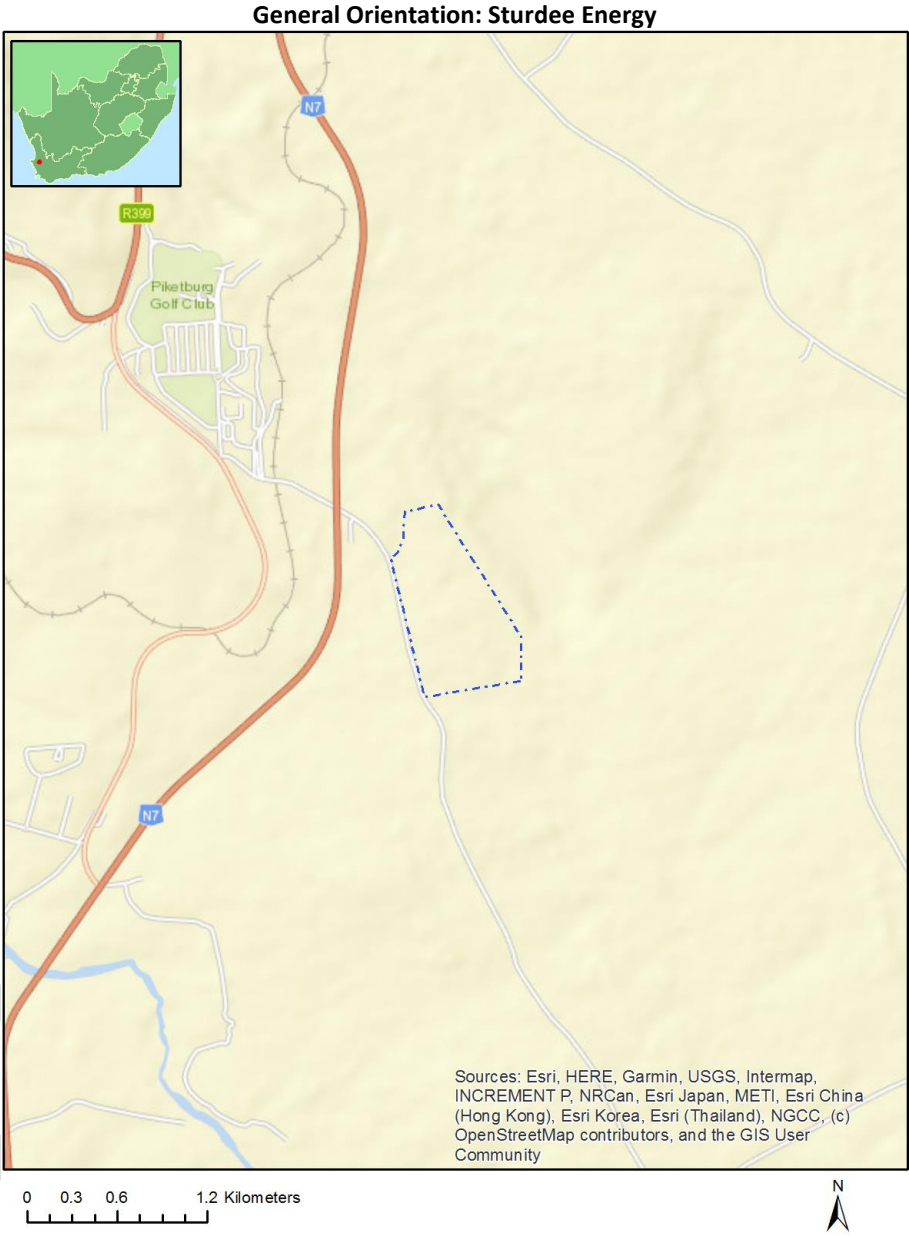 General Orientation: Sturdee Energy
N7
R399
Piketburg
Golf Club
N7
Sources: Esri, HERE, Garmin, USGS, Intermap,
INCREMENT P, NRCan, Esri Japan, METI, Esri China
(Hong Kong), Esri Korea, Esri (Thailand), NGCC, (c)
OpenStreetMap contributors, and the GIS User
Community
0 0.3 0.6 1.2 Kilometers
N